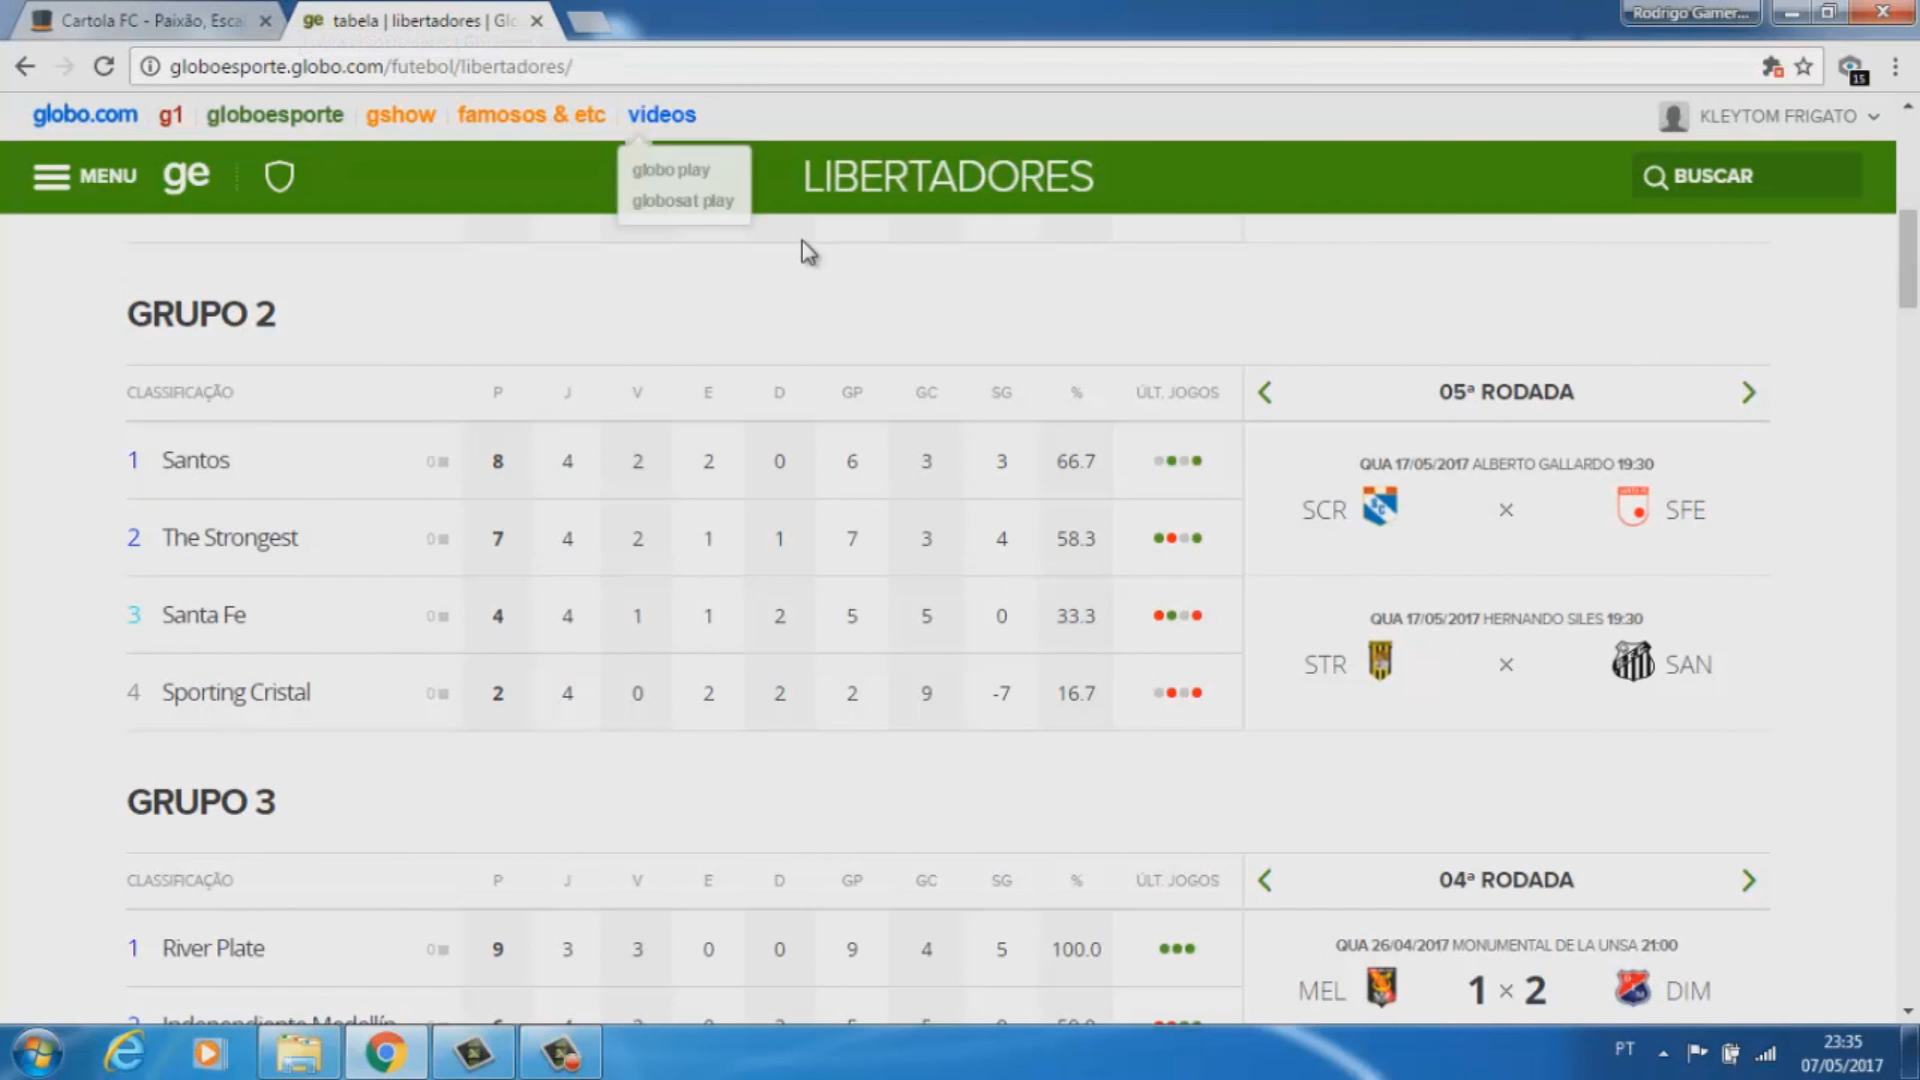 Cartola FC - Paixão, Escal
ge tabela | libertadores | Glo
Rodrigo Gamer...
globoesporte.globo.com/futebol/libertadores/
15
globo.com g1 globoesporte gshow famosos & etc vídeos
KLEYTOM FRIGATO
MENU ge LIBERTADORES BUSCAR
globo play
globosat play
GRUPO 2
CLASSIFICAÇÃO P J V E D GP GC SG % ÚLT. JOGOS
1 Santos 0 8 4 2 2 0 6 3 3 66.7
2 The Strongest 0 7 4 2 1 1 7 3 4 58.3
3 Santa Fe 0 4 4 1 1 2 5 5 0 33.3
4 Sporting Cristal 0 2 4 0 2 2 2 9 -7 16.7
05ª RODADA
QUA 17/05/2017 ALBERTO GALLARDO 19:30
SCR × SFE
QUA 17/05/2017 HERNANDO SILES 19:30
STR × SAN
GRUPO 3
CLASSIFICAÇÃO P J V E D GP GC SG % ÚLT. JOGOS
1 River Plate 0 9 3 3 0 0 9 4 5 100.0
2 Independiente Medellín
04ª RODADA
QUA 26/04/2017 MONUMENTAL DE LA UNSA 21:00
MEL 1 × 2 DIM
PT
23:35
07/05/2017